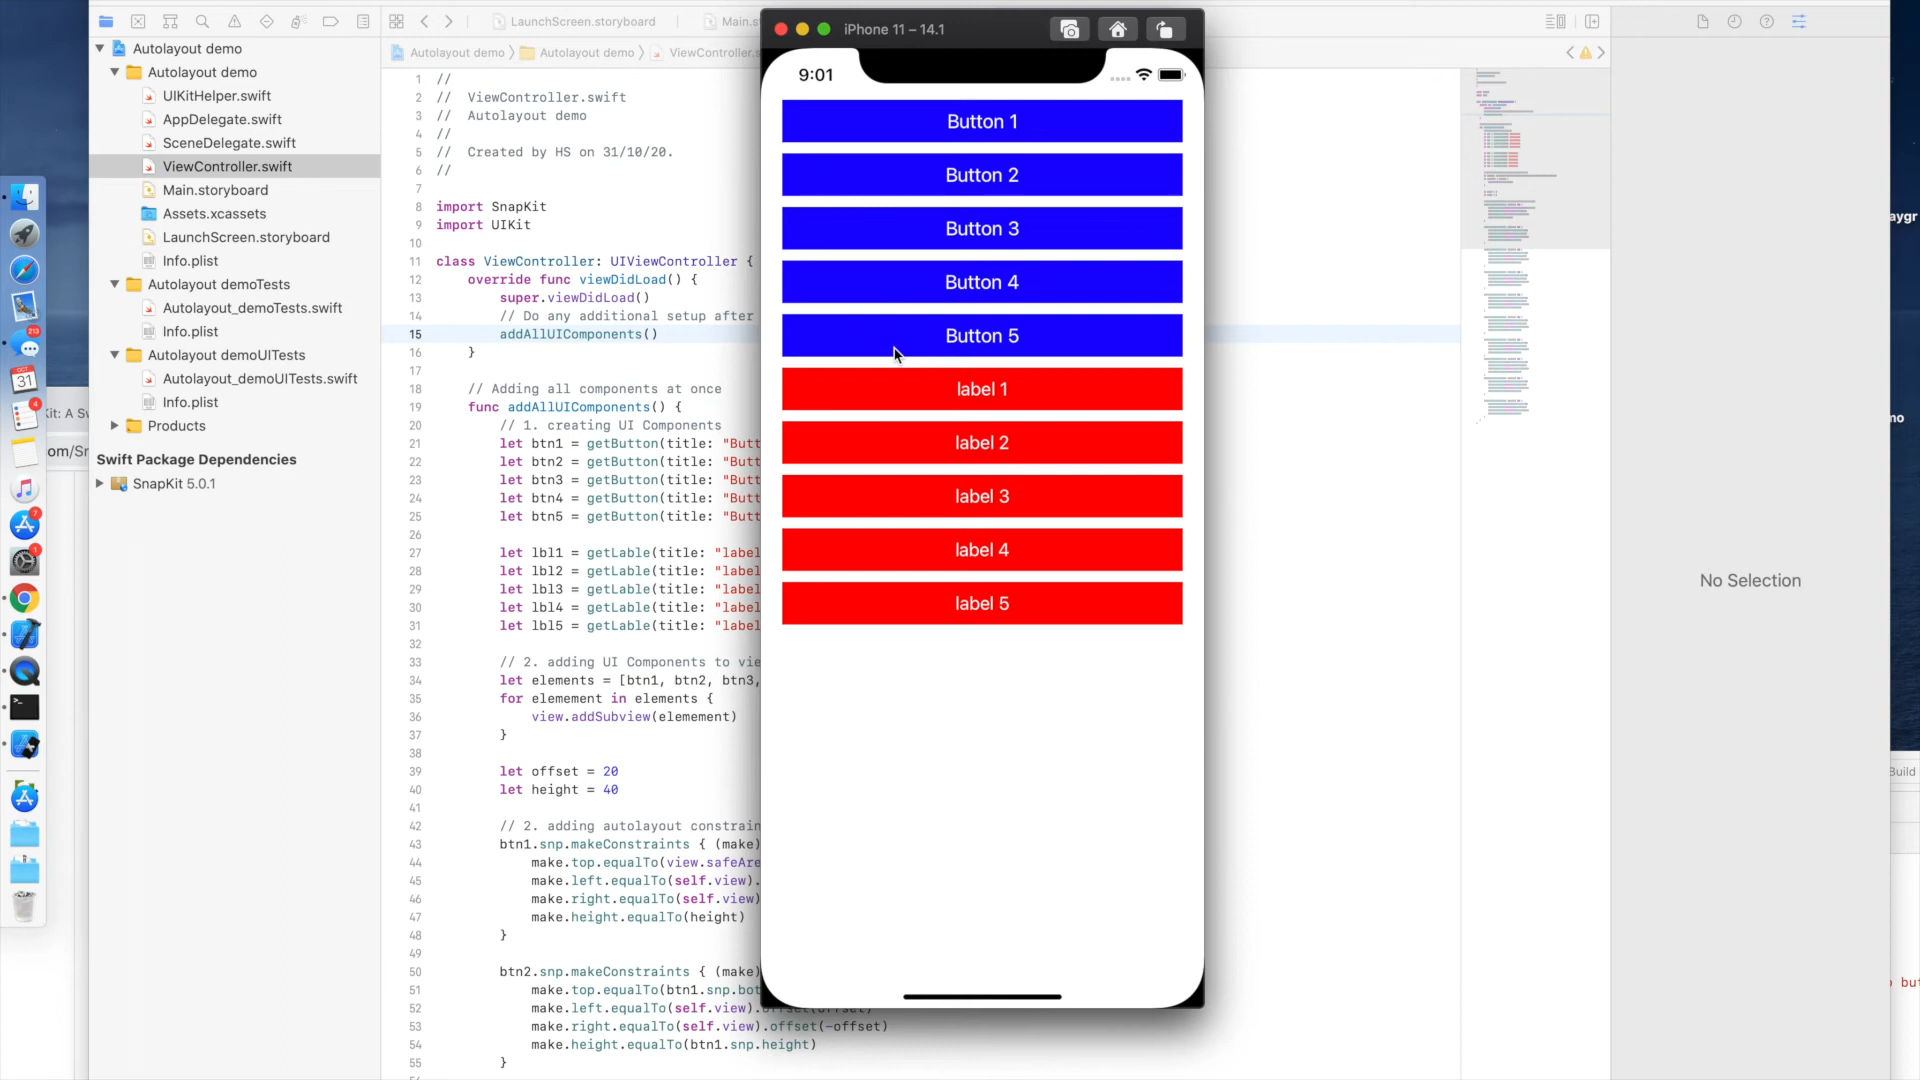 LaunchScreen.storyboard
Main.s
iPhone 11 – 14.1
Autolayout demo
Autolayout demo
Autolayout demo
ViewController.s
Autolayout demo
UIKitHelper.swift
AppDelegate.swift
SceneDelegate.swift
ViewController.swift
Main.storyboard
Assets.xcassets
LaunchScreen.storyboard
Info.plist
Autolayout demoTests
Autolayout_demoTests.swift
Info.plist
Autolayout demoUITests
Autolayout_demoUITests.swift
Info.plist
Products
Swift Package Dependencies
SnapKit 5.0.1
1 //
2 // ViewController.swift
3 // Autolayout demo
4 //
5 // Created by HS on 31/10/20.
6 //
7
8 import SnapKit
9 import UIKit
10
11 class ViewController: UIViewController {
12 override func viewDidLoad() {
13 super.viewDidLoad()
14 // Do any additional setup after
15 addAllUIComponents()
16 }
17
18 // Adding all components at once
19 func addAllUIComponents() {
20 // 1. creating UI Components
21 let btn1 = getButton(title: "Butt
22 let btn2 = getButton(title: "Butt
23 let btn3 = getButton(title: "Butt
24 let btn4 = getButton(title: "Butt
25 let btn5 = getButton(title: "Butt
26
27 let lbl1 = getLable(title: "label
28 let lbl2 = getLable(title: "label
29 let lbl3 = getLable(title: "label
30 let lbl4 = getLable(title: "label
31 let lbl5 = getLable(title: "label
32
33 // 2. adding UI Components to vie
34 let elements = [btn1, btn2, btn3,
35 for elemement in elements {
36 view.addSubview(elemement)
37 }
38
39 let offset = 20
40 let height = 40
41
42 // 2. adding autolayout constrain
43 btn1.snp.makeConstraints { (make)
44 make.top.equalTo(view.safeAre
45 make.left.equalTo(self.view).
46 make.right.equalTo(self.view)
47 make.height.equalTo(height)
48 }
49
50 btn2.snp.makeConstraints { (make)
51 make.top.equalTo(btn1.snp.bot
52 make.left.equalTo(self.view).offset(offset)
53 make.right.equalTo(self.view).offset(-offset)
54 make.height.equalTo(btn1.snp.height)
55 }
9:01
Button 1
Button 2
Button 3
Button 4
Button 5
label 1
label 2
label 3
label 4
label 5
No Selection
Kit: A Sw
om/Sn
213
OCT
31
4
7
1
aygr
mo
Build
but